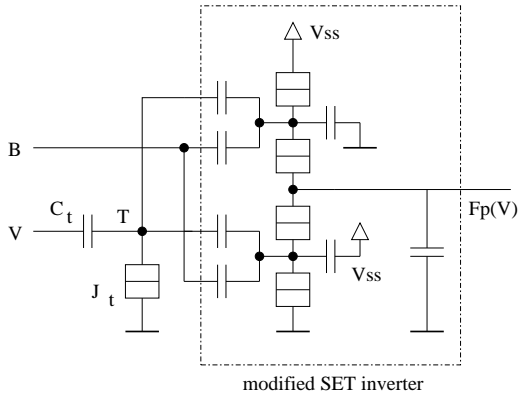 Vss
B
C t
T
V
Fp(V)
Vss
J t
modified SET inverter